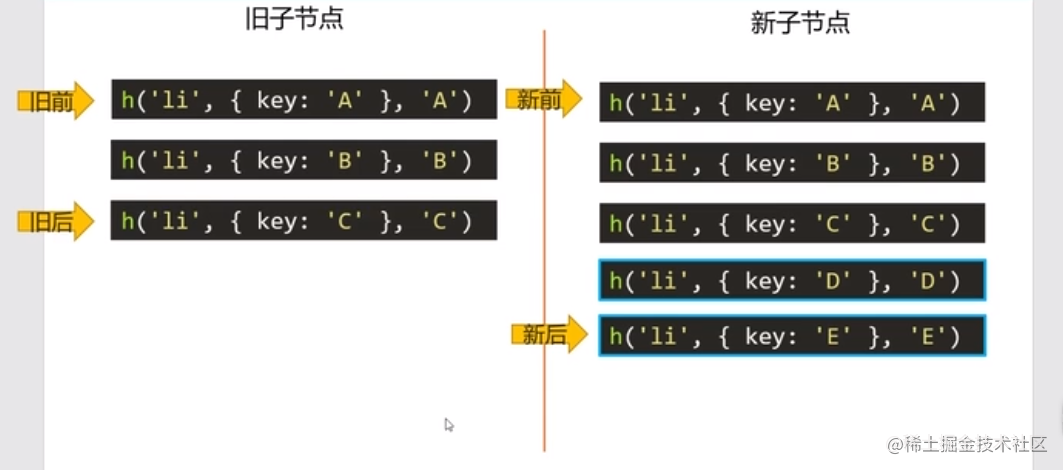 旧子节点
新子节点
旧前
h('li', { key: 'A' }, 'A')
h('li', { key: 'B' }, 'B')
旧后
h('li', { key: 'C' }, 'C')
新前
h('li', { key: 'A' }, 'A')
h('li', { key: 'B' }, 'B')
h('li', { key: 'C' }, 'C')
h('li', { key: 'D' }, 'D')
新后
h('li', { key: 'E' }, 'E')
@稀土掘金技术社区